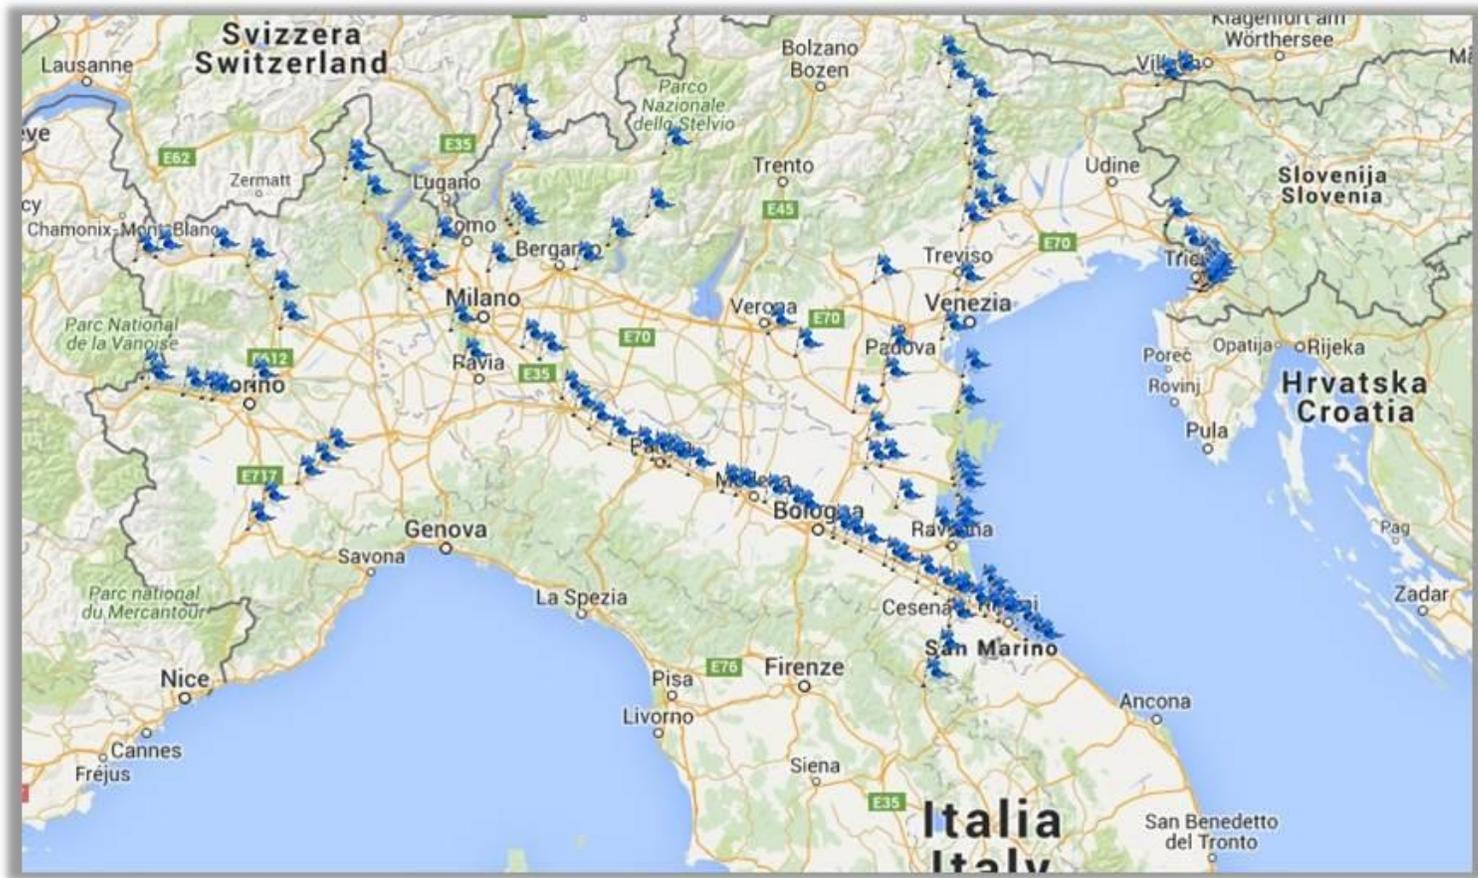 Svizzera
Switzerland
Lausanne
Bolzano
Bozen
Klagenfurt am
Wörthersee
Parco
Nazionale
dello Stelvio
E35
E62
Zermatt
Lugano
Trento
Udine
Slovenija
Slovenia
E45
Chamonix-Mont-Blanc
Bergamo
E70
Treviso
Milano
Verona
E70
Venezia
Parc National
de la Vanoise
E70
Padova
Pavia
E35
Poreč
Opatija
Rijeka
Rovinj
Hrvatska
Croatia
Pula
E717
Bologna
Genova
Savona
Pag
Parc national
du Mercantour
La Spezia
Cesena
Zadar
San Marino
Nice
E76
Firenze
Pisa
Livorno
Ancona
Cannes
Fréjus
Siena
E35
Italia
Italy
San Benedetto
del Tronto